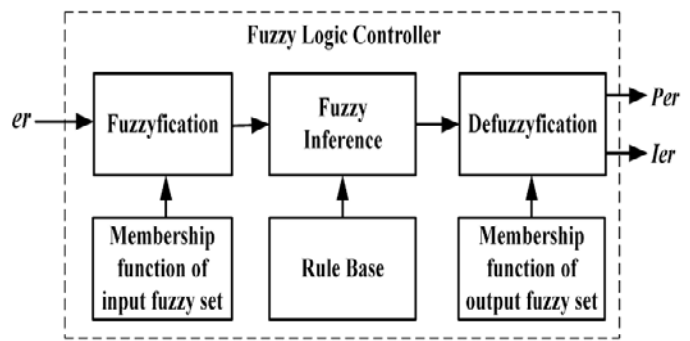 Fuzzy Logic Controller
er
Fuzzyfication
Fuzzy
Inference
Defuzzyfication
Per
Ier
Membership
function of
input fuzzy set
Rule Base
Membership
function of
output fuzzy set